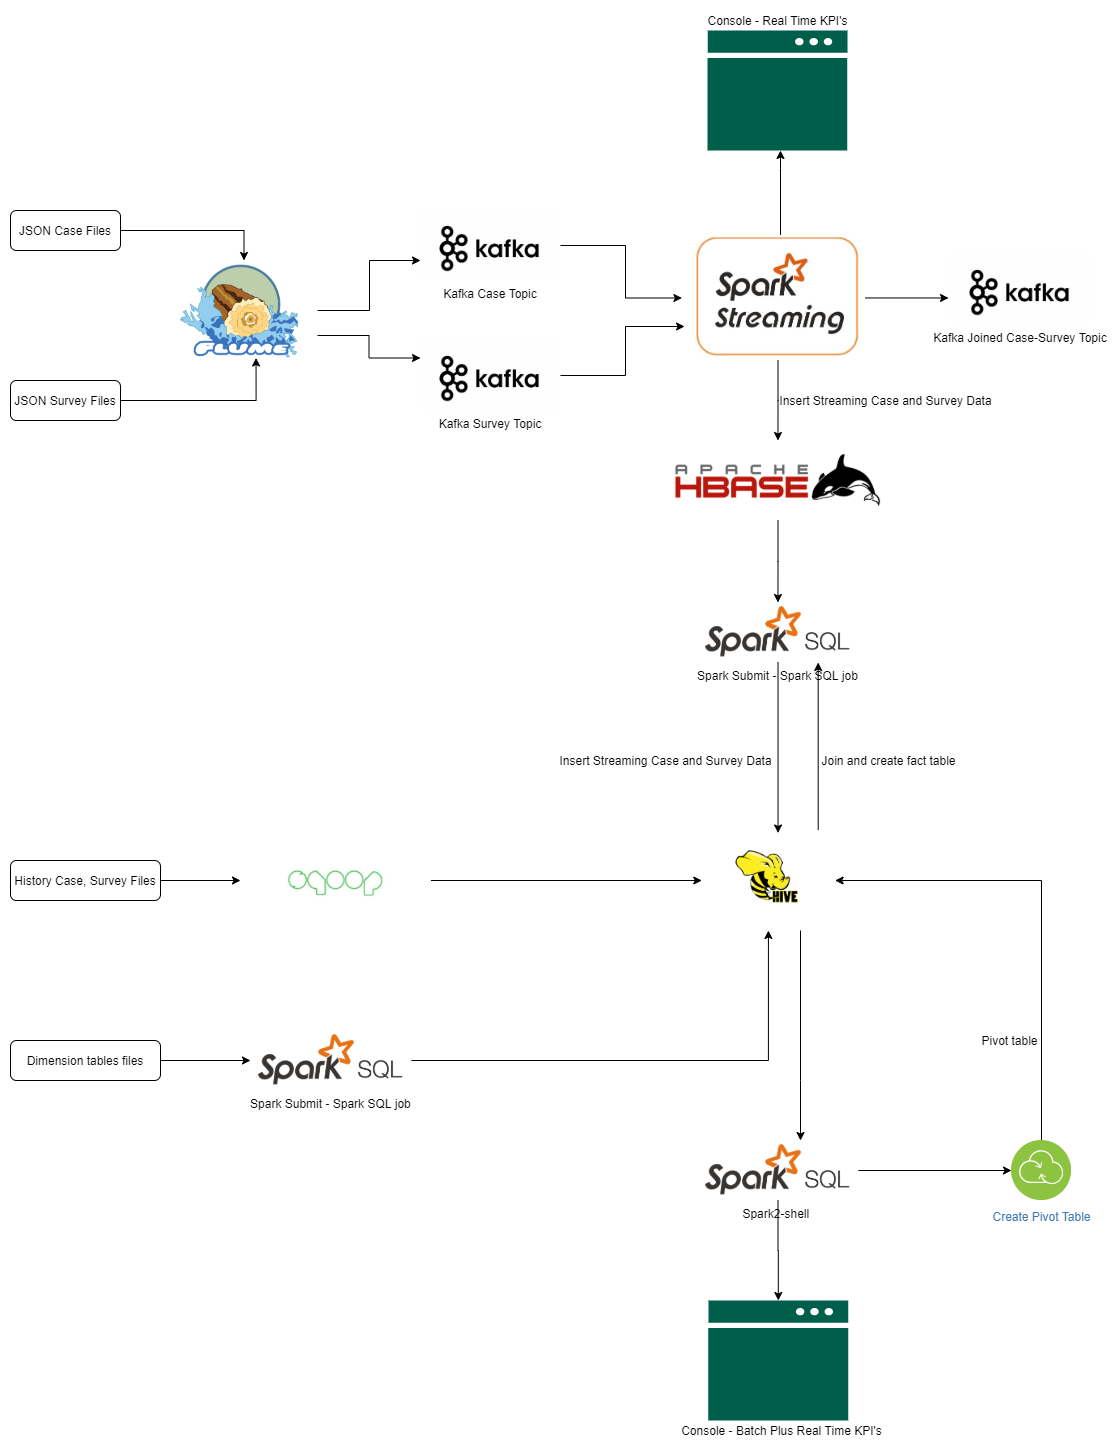 Console - Real Time KPI's
JSON Case Files
FLUME
kafka
Kafka Case Topic
Spark
Streaming
kafka
Kafka Joined Case-Survey Topic
JSON Survey Files
kafka
Kafka Survey Topic
Insert Streaming Case and Survey Data
APACHE
HBASE
Spark SQL
Spark Submit - Spark SQL job
Insert Streaming Case and Survey Data
Join and create fact table
History Case, Survey Files
sqoop
HIVE
Dimension tables files
Spark SQL
Spark Submit - Spark SQL job
Pivot table
Spark SQL
Spark2-shell
Create Pivot Table
Console - Batch Plus Real Time KPI's